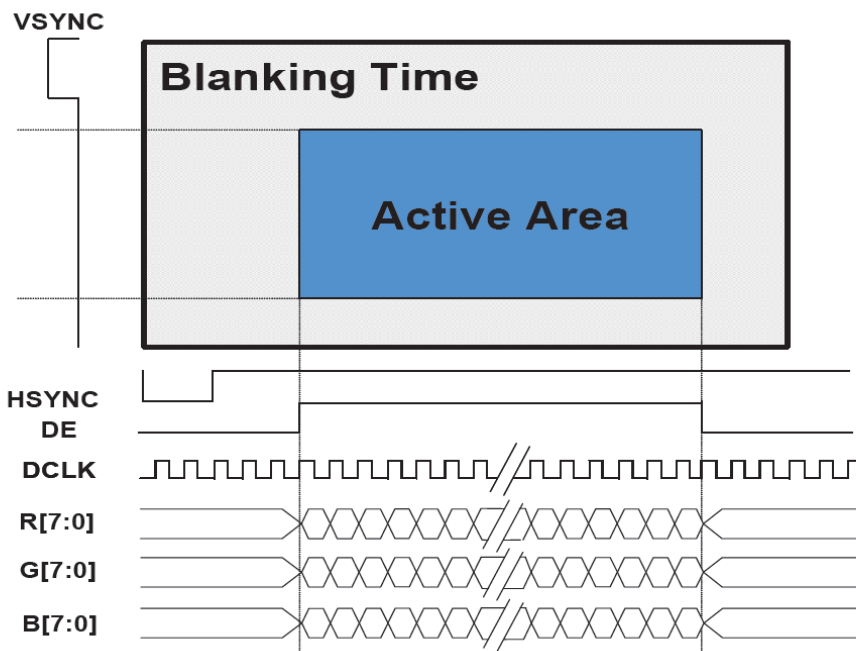 VSYNC
Blanking Time
Active Area
HSYNC
DE
DCLK
R[7:0]
G[7:0]
B[7:0]